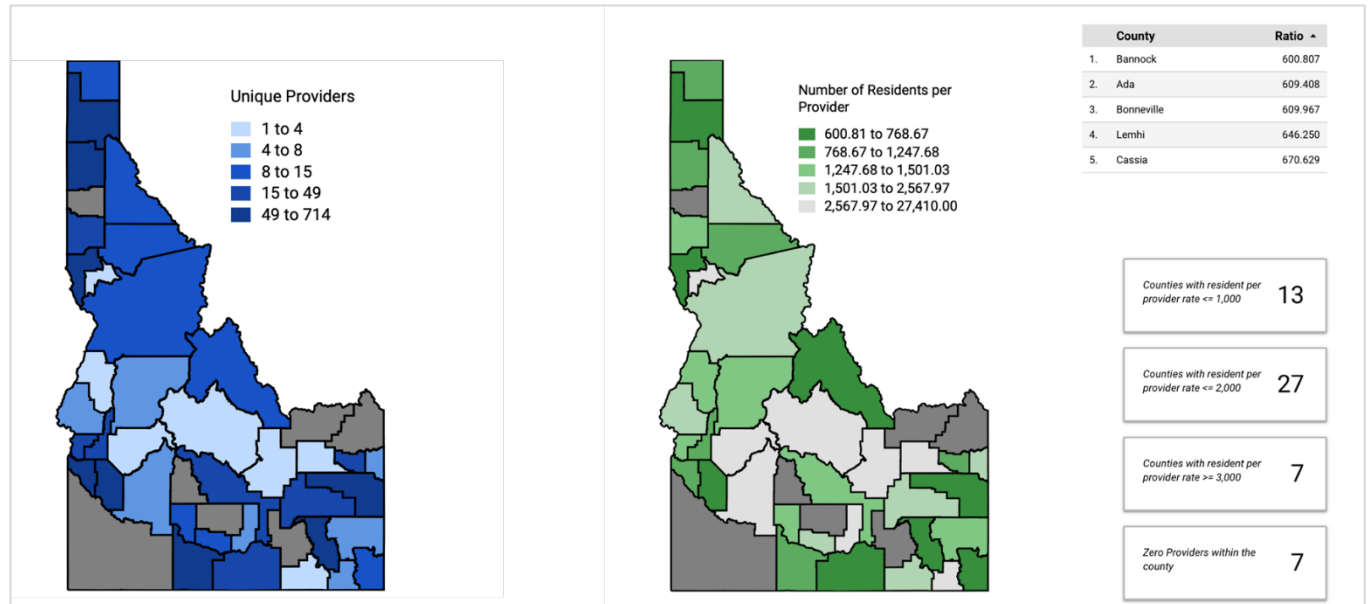 Unique Providers
1 to 4
4 to 8
8 to 15
15 to 49
49 to 714
Number of Residents per
Provider
600.81 to 768.67
768.67 to 1,247.68
1,247.68 to 1,501.03
1,501.03 to 2,567.97
2,567.97 to 27,410.00
County Ratio
1. Bannock 600.807
2. Ada 609.408
3. Bonneville 609.967
4. Lemhi 646.250
5. Cassia 670.629
Counties with resident per
provider rate <= 1,000
13
Counties with resident per
provider rate <= 2,000
27
Counties with resident per
provider rate >= 3,000
7
Zero Providers within the
county
7